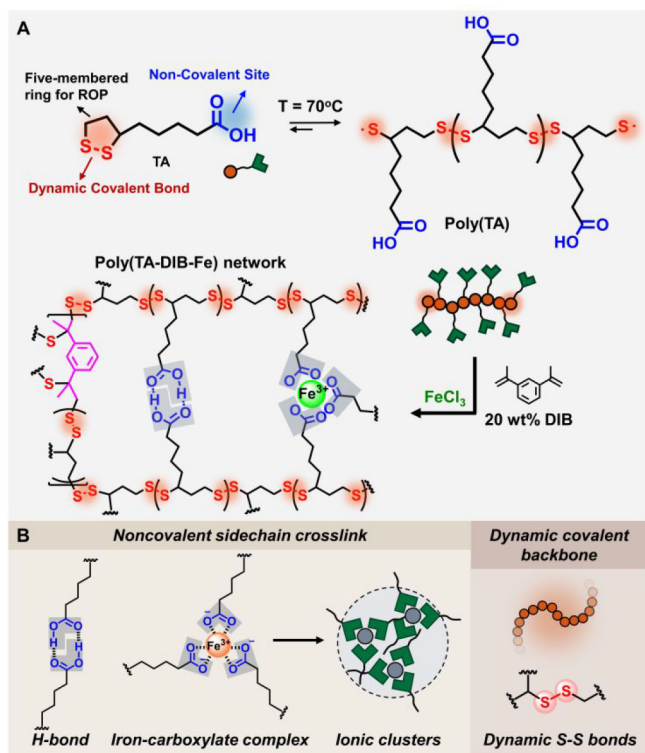 A
Five-membered
ring for ROP
Non-Covalent Site
O
OH
S-S
TA
Dynamic Covalent Bond
T = 70°C
HO
O
·S
S-S
S-S
S·
O
HO
O
HO
Poly(TA)
Poly(TA-DIB-Fe) network
S-S
S-S
S-S
S
S
S
S
S
O
O
H
H
O
O
O
O
O
O
Fe3+
O
O
S-S
S-S
S-S
S
FeCl3
20 wt% DIB
B
Noncovalent sidechain crosslink
Dynamic covalent
backbone
O
O
H
H
O
O
O
O-
Fe3+
O
O-
O
O-
S-S
H-bond
Iron-carboxylate complex
Ionic clusters
Dynamic S-S bonds